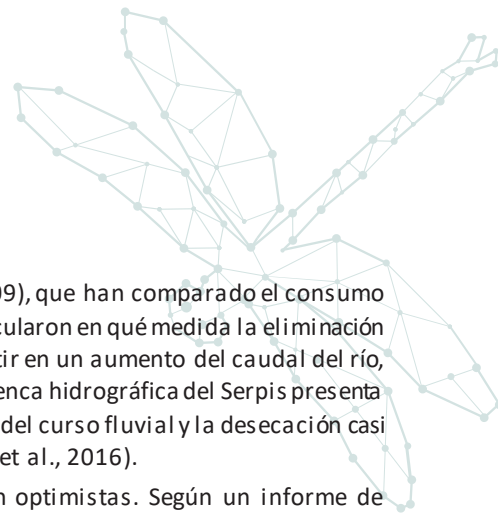 09), que han comparado el consumo
cularon en qué medida la eliminación
tir en un aumento del caudal del río,
enca hidrográfica del Serpis presenta
del curso fluvial y la desecación casi
et al., 2016).
n optimistas. Según un informe de